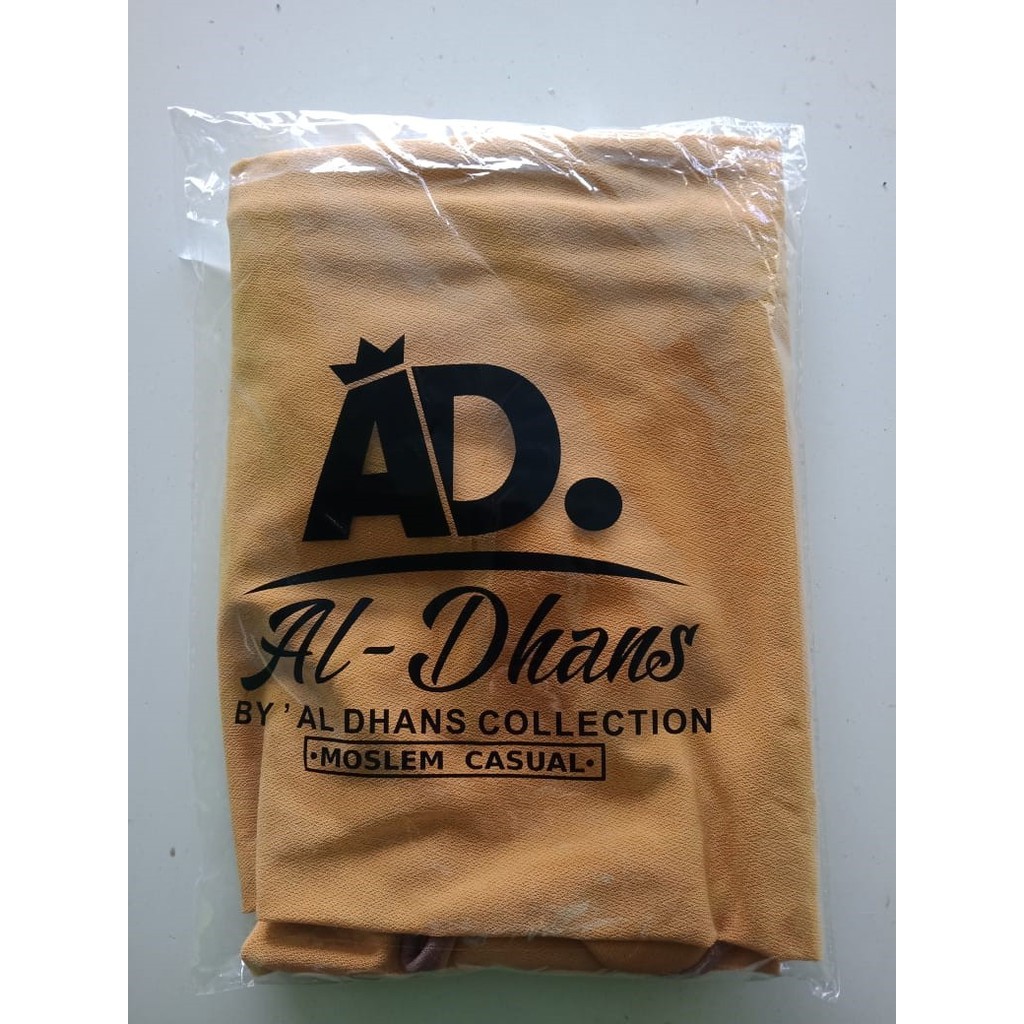 AD.
Al-Dhans
BY 'AL DHANS COLLECTION
•MOSLEM CASUAL•